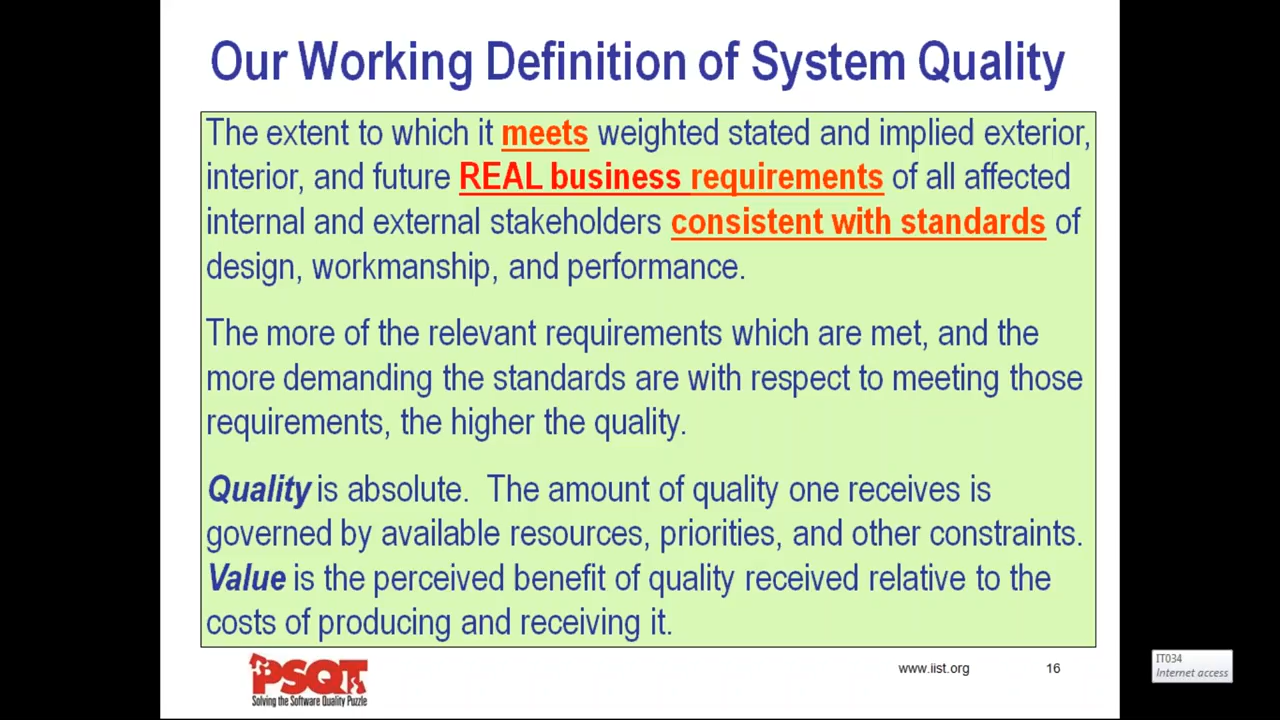 Our Working Definition of System Quality
The extent to which it meets weighted stated and implied exterior,
interior, and future REAL business requirements of all affected
internal and external stakeholders consistent with standards of
design, workmanship, and performance.
The more of the relevant requirements which are met, and the
more demanding the standards are with respect to meeting those
requirements, the higher the quality.
Quality is absolute.  The amount of quality one receives is
governed by available resources, priorities, and other constraints.
Value is the perceived benefit of quality received relative to the
costs of producing and receiving it.
PSQT
Solving the Software Quality Puzzle
www.iist.org
16
IT034
Internet access